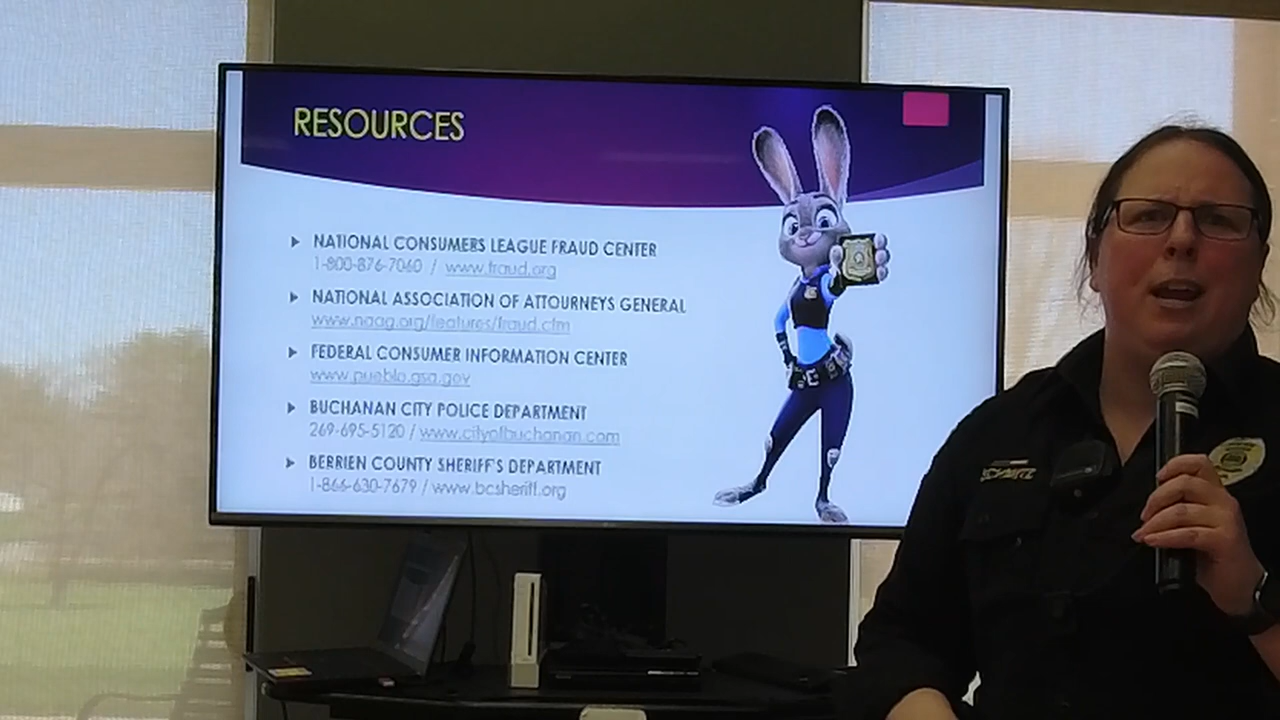 RESOURCES
NATIONAL CONSUMERS LEAGUE FRAUD CENTER
1-800-876-7060 / www.fraud.org
NATIONAL ASSOCIATION OF ATTOURNEYS GENERAL
www.naag.org/features/fraud.cfm
FEDERAL CONSUMER INFORMATION CENTER
www.pueblo.gsa.gov
BUCHANAN CITY POLICE DEPARTMENT
269-695-5120 / www.cityofbuchanan.com
BERRIEN COUNTY SHERIFF'S DEPARTMENT
1-866-630-7679 / www.bcsheriff.org